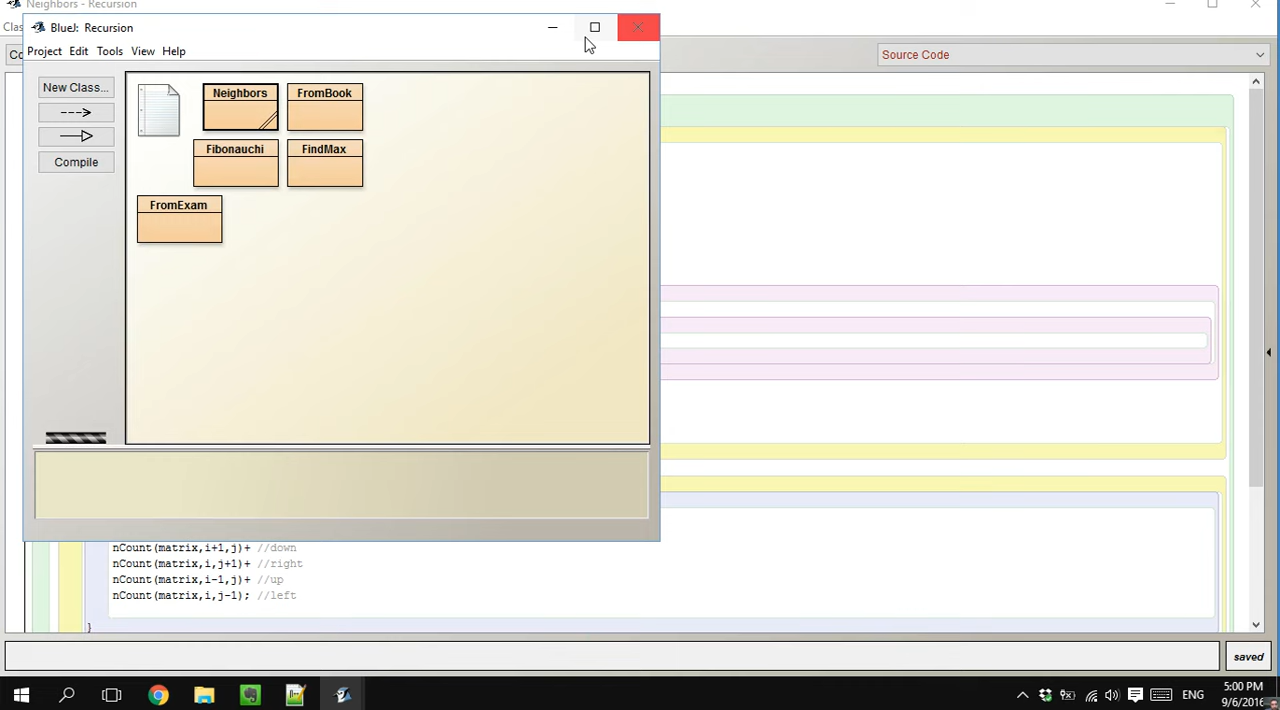 Neighbors - Recursion
BlueJ: Recursion
Project Edit Tools View Help
Source Code
New Class...
Compile
Neighbors
FromBook
Fibonauchi
FindMax
FromExam
nCount(matrix,i+1,j)+ //down
nCount(matrix,i,j+1)+ //right
nCount(matrix,i-1,j)+ //up
nCount(matrix,i,j-1); //left
}
saved
ENG
5:00 PM